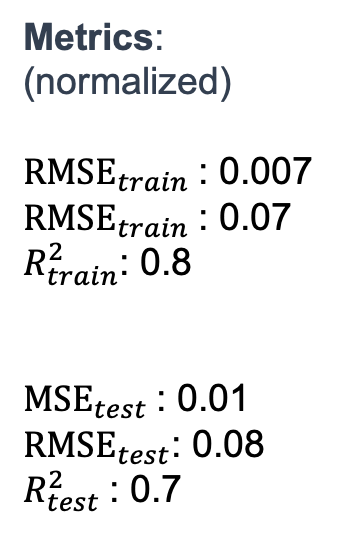 Metrics:
(normalized)
RMSE_train : 0.007
RMSE_train : 0.07
R²_train: 0.8
MSE_test : 0.01
RMSE_test: 0.08
R²_test : 0.7